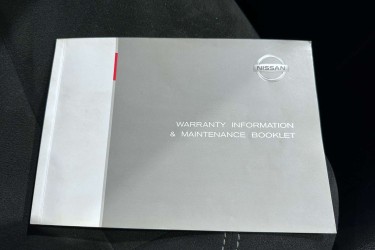 NISSAN
WARRANTY INFORMATION
& MAINTENANCE BOOKLET